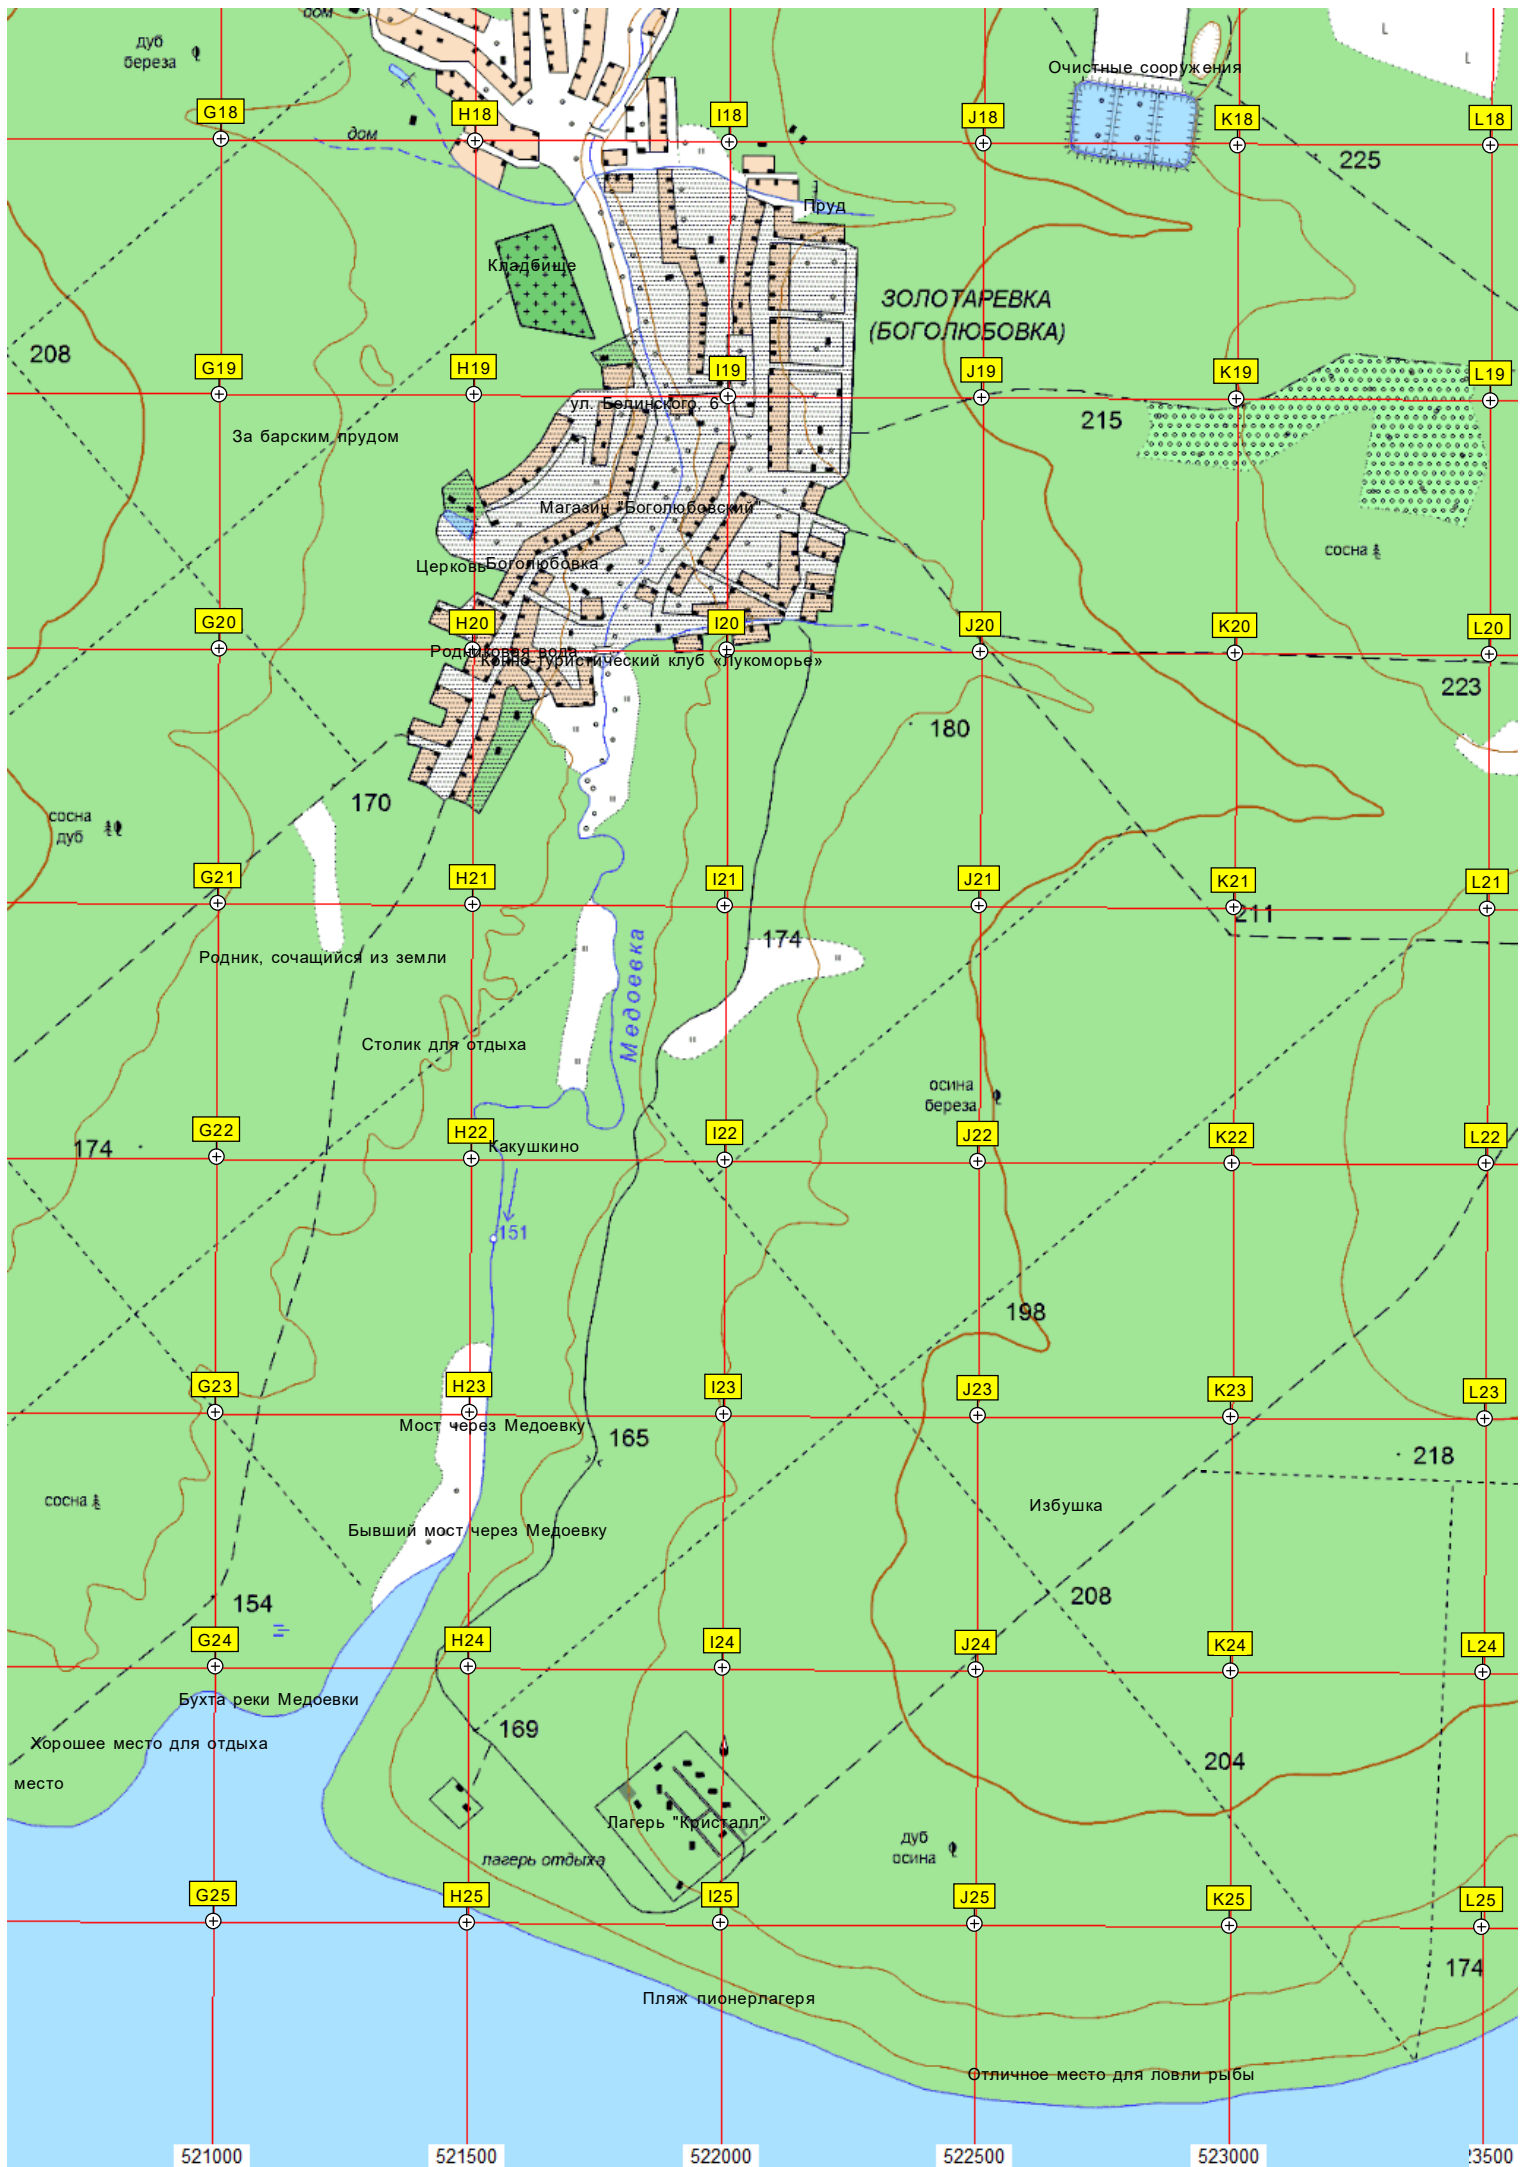 дом
дуб
береза
Очистные сооружения
G18
H18
I18
J18
K18
L18
дом
225
Пруд
Кладбище
ЗОЛОТАРЕВКА
(БОГОЛЮБОВКА)
208
G19
H19
I19
J19
K19
L19
ул. Белинского, 6
215
За барским прудом
Магазин "Боголюбовский"
сосна
Церковь
Боголюбовка
G20
H20
I20
J20
K20
L20
Родниковая вода
Конно-туристический клуб «Лукоморье»
223
180
170
сосна
дуб
G21
H21
I21
J21
K21
L21
211
174
Родник, сочащийся из земли
Медоевка
Столик для отдыха
осина
береза
G22
H22
I22
J22
K22
L22
174
Какушкино
151
198
G23
H23
I23
J23
K23
L23
Мост через Медоевку
165
218
сосна
Избушка
Бывший мост через Медоевку
154
208
G24
H24
I24
J24
K24
L24
Бухта реки Медоевки
169
Хорошее место для отдыха
204
место
Лагерь "Кристалл"
дуб
осина
лагерь отдыха
G25
H25
I25
J25
K25
L25
174
Пляж пионерлагеря
Отличное место для ловли рыбы
521000
521500
522000
522500
523000
23500